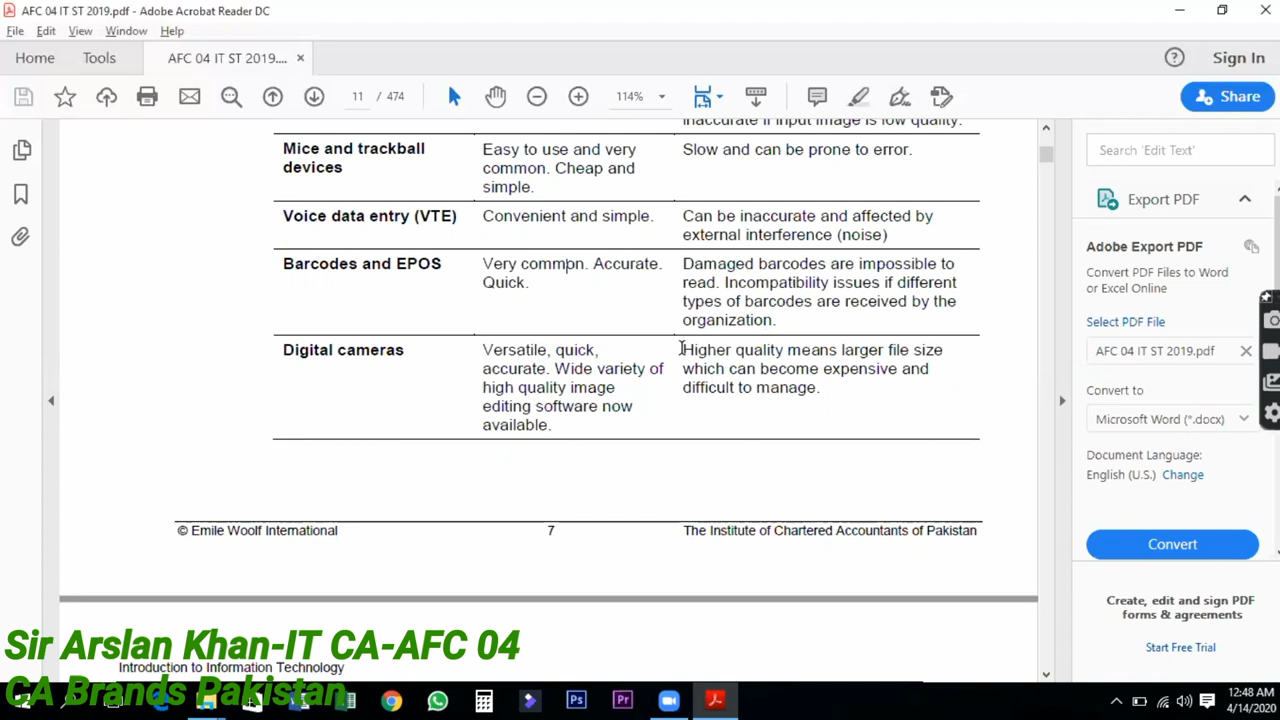 AFC 04 IT ST 2019.pdf - Adobe Acrobat Reader DC
File Edit View Window Help
Home Tools AFC 04 IT ST 2019.... × Sign In
11 / 474 114% Share
inaccurate if input image is low quality.
Mice and trackball devices
Easy to use and very
common. Cheap and
simple.
Slow and can be prone to error.
Voice data entry (VTE)
Convenient and simple.
Can be inaccurate and affected by
external interference (noise)
Barcodes and EPOS
Very common. Accurate.
Quick.
Damaged barcodes are impossible to
read. Incompatibility issues if different
types of barcodes are received by the
organization.
Digital cameras
Versatile, quick,
accurate. Wide variety of
high quality image
editing software now
available.
Higher quality means larger file size
which can become expensive and
difficult to manage.
© Emile Woolf International 7 The Institute of Chartered Accountants of Pakistan
Introduction to Information Technology
Search 'Edit Text'
Export PDF
Adobe Export PDF
Convert PDF Files to Word
or Excel Online
Select PDF File
AFC 04 IT ST 2019.pdf ×
Convert to
Microsoft Word (*.docx)
Document Language:
English (U.S.) Change
Convert
Create, edit and sign PDF
forms & agreements
Start Free Trial
Sir Arslan Khan-IT CA-AFC 04
CA Brands Pakistan
Ps Pr
12:48 AM
4/14/2020